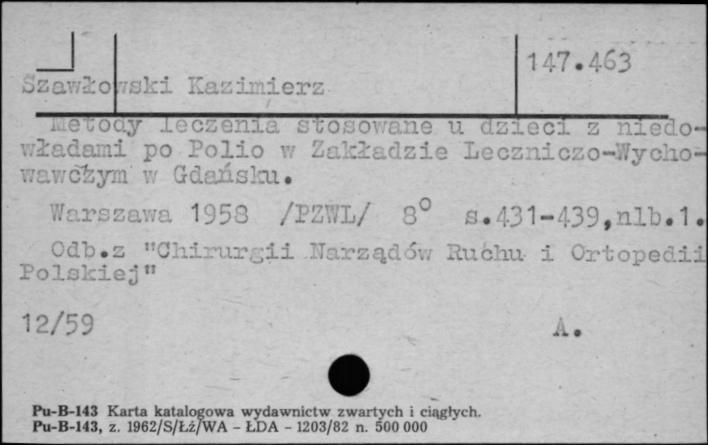 147.463
Szawłowski Kazimierz
Metody leczenia stosowane u dzieci z niedo-
władami po Polio w Zakładzie Leczniczo-Wycho-
wawczym w Gdańsku.
Warszawa 1958 /PZWL/ 8° s.431-439,nlb.1.
Odb.z "Chirurgii Narządów Ruchu i Ortopedii
Polskiej"
12/59 A.
Pu-B-143 Karta katalogowa wydawnictw zwartych i ciągłych.
Pu-B-143, z. 1962/S/Łź/WA - ŁDA - 1203/82 n. 500 000